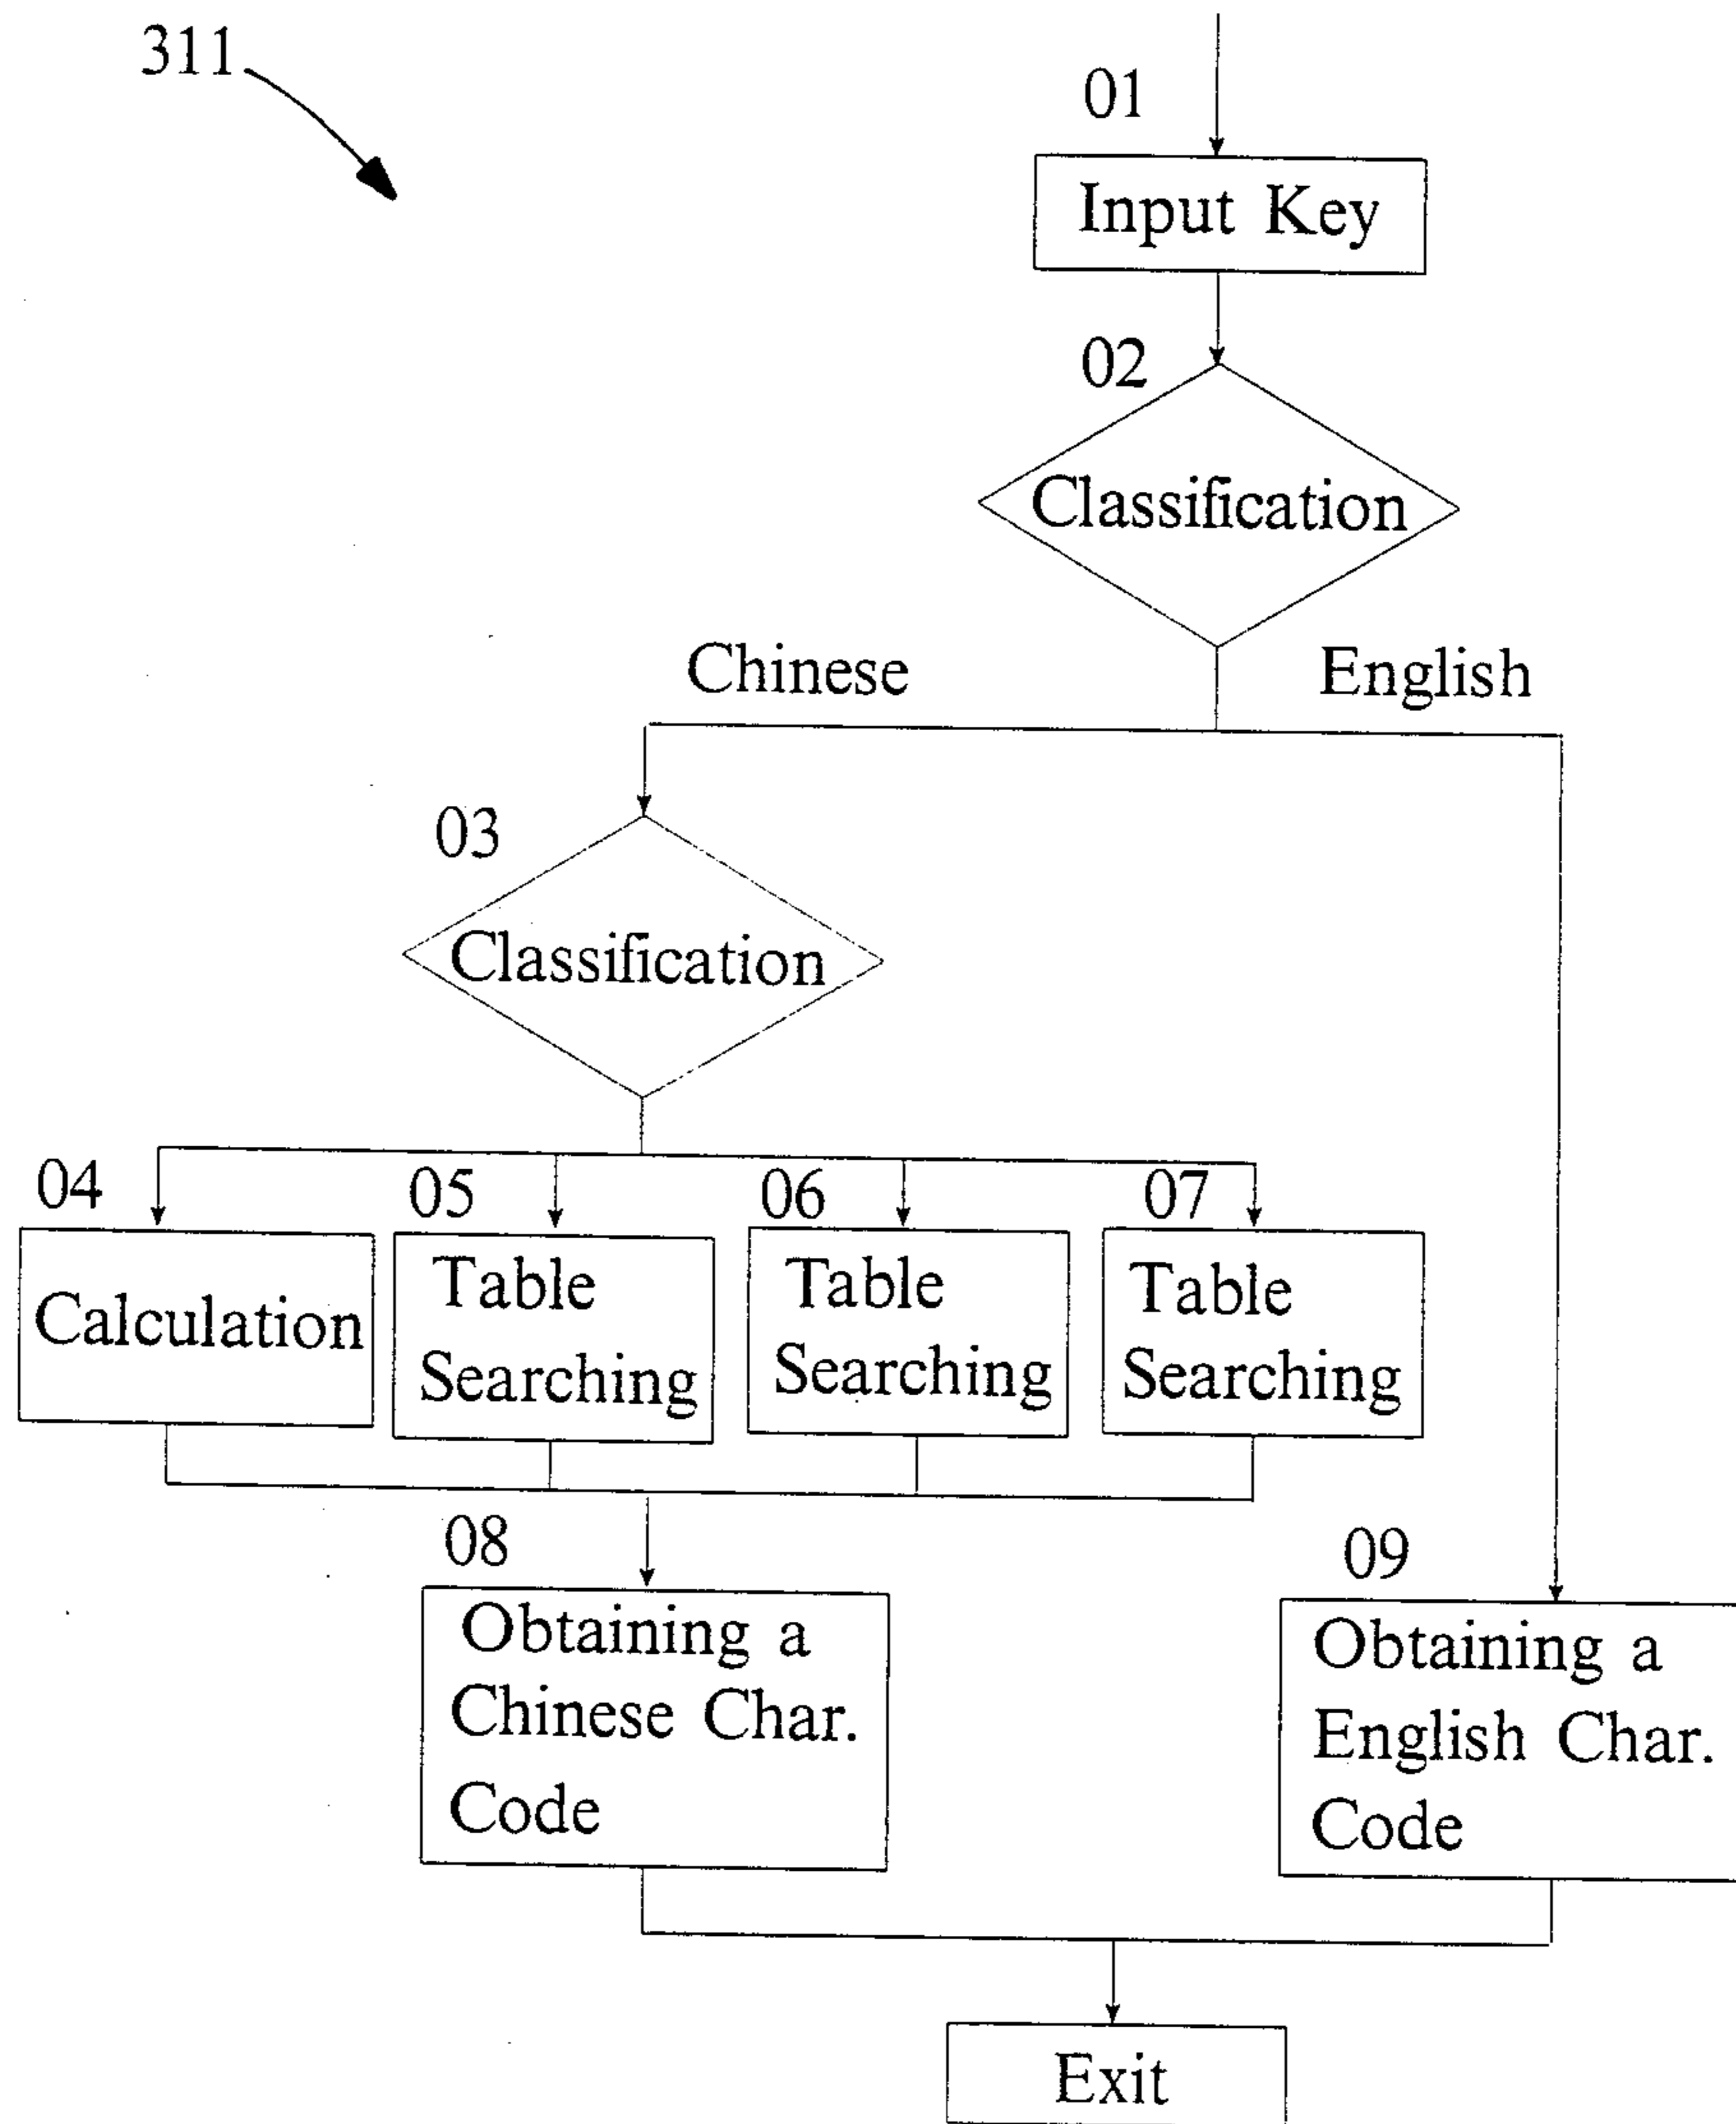 311
01
Input Key
02
Classification
Chinese
English
03
Classification
04
Calculation
05
Table
Searching
06
Table
Searching
07
Table
Searching
08
Obtaining a
Chinese Char.
Code
09
Obtaining a
English Char.
Code
Exit